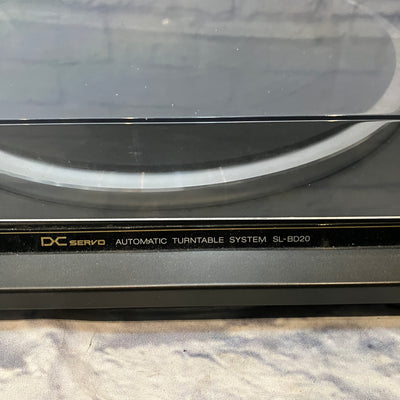 DC SERVO AUTOMATIC TURNTABLE SYSTEM SL-BD20